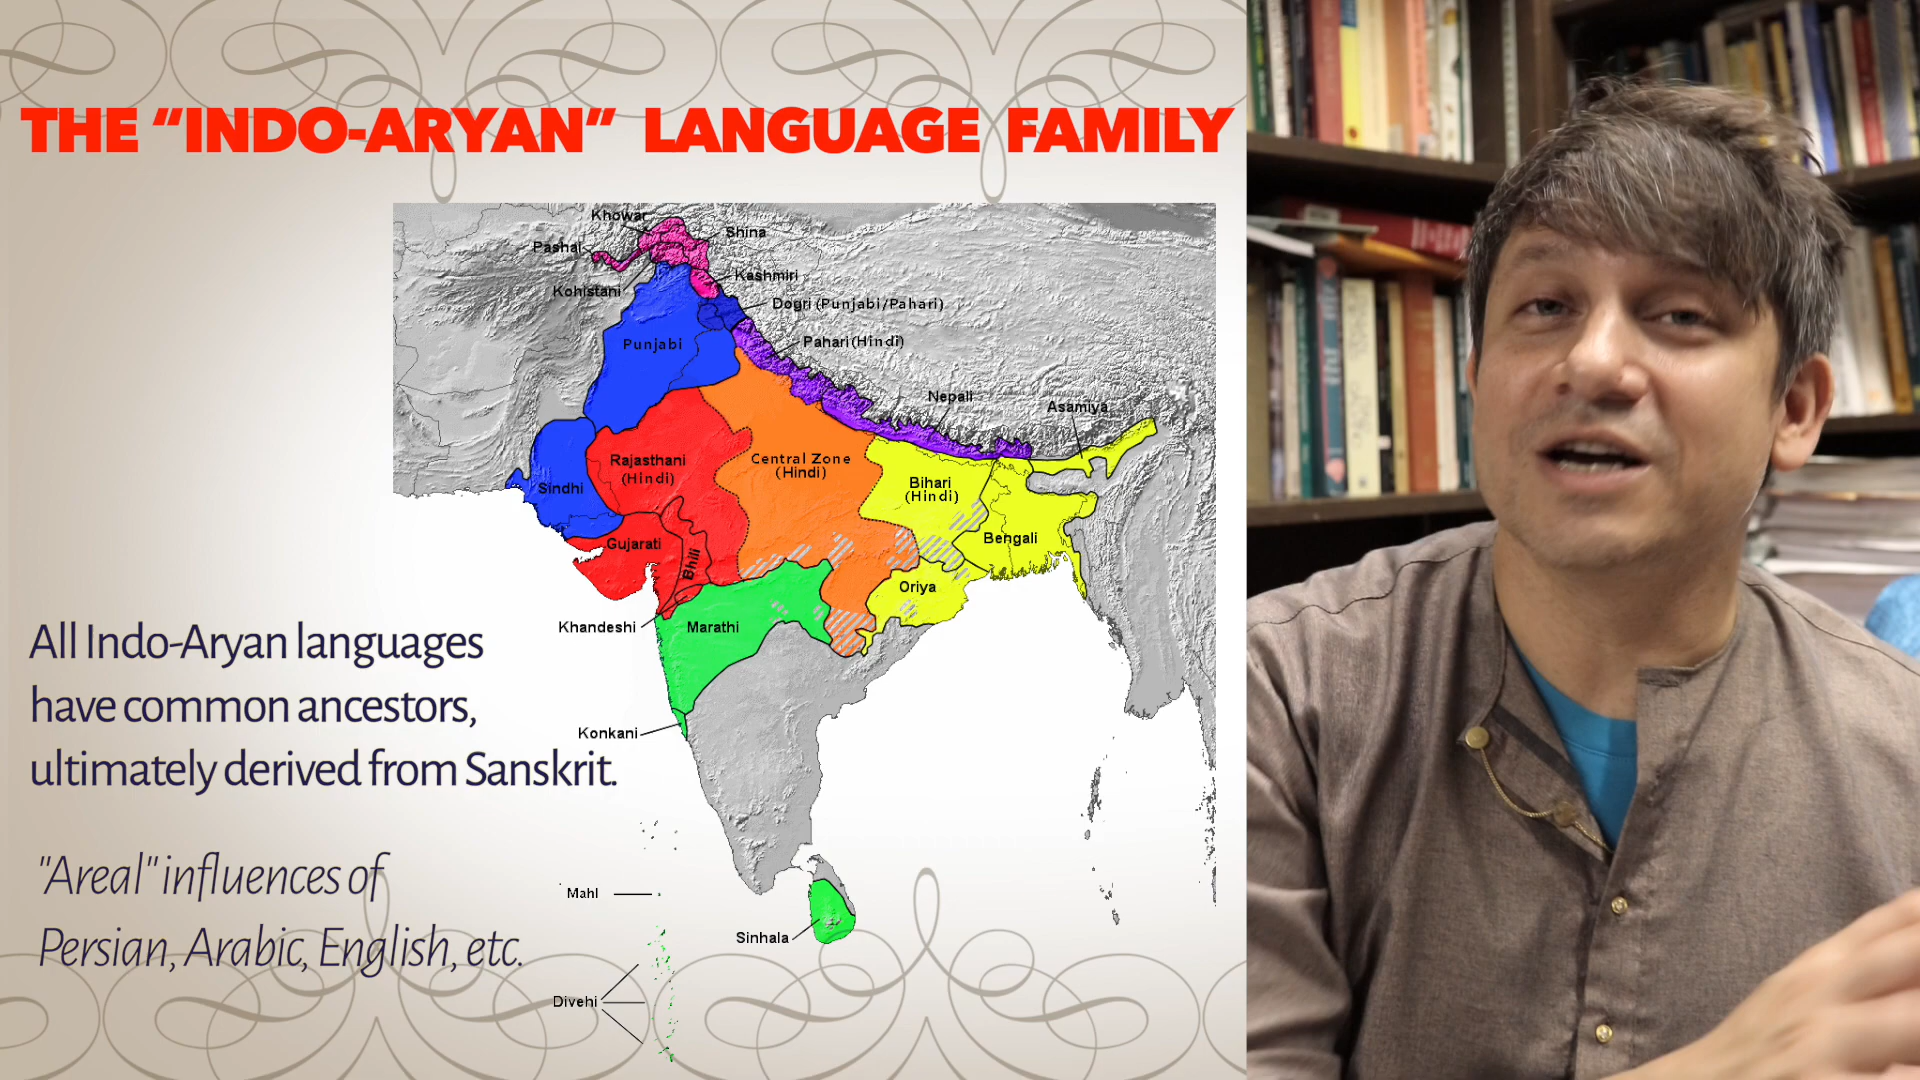 THE “INDO-ARYAN” LANGUAGE FAMILY
Khowar
Shina
Pashai
Kashmiri
Kohistani
Dogri (Punjabi/Pahari)
Punjabi
Pahari (Hindi)
Nepali
Asamiya
Rajasthani
(Hindi)
Central Zone
(Hindi)
Bihari
(Hindi)
Sindhi
Gujarati
Bhili
Bengali
Oriya
Khandeshi
Marathi
Konkani
All Indo-Aryan languages
have common ancestors,
ultimately derived from Sanskrit.
"Areal" influences of
Persian, Arabic, English, etc.
Mahl
Sinhala
Divehi